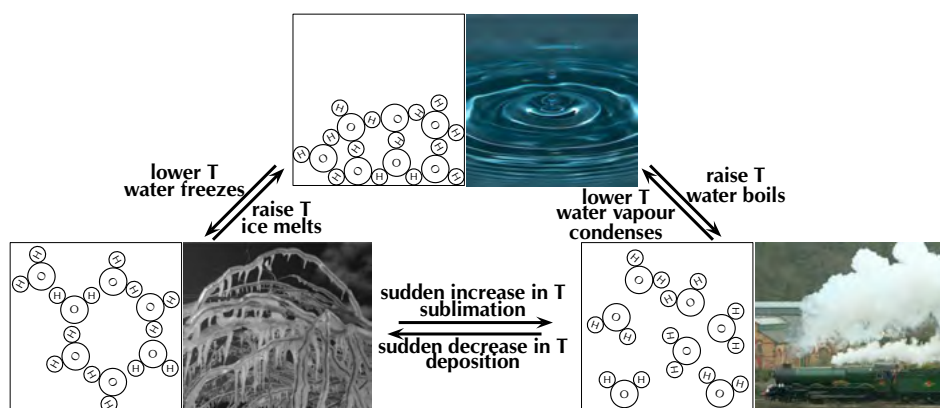 H H
H H
O O O
H H
H H H
H
O O O
H H H H
lower T
water freezes
raise T
ice melts
raise T
water boils
lower T
water vapour
condenses
H H
O O
H
H H H H
O O
H H
O O
H H H H
O
H
sudden increase in T
sublimation
sudden decrease in T
deposition
H
O H H
H O H
O O
H H H
H O
H H
H H H
O O